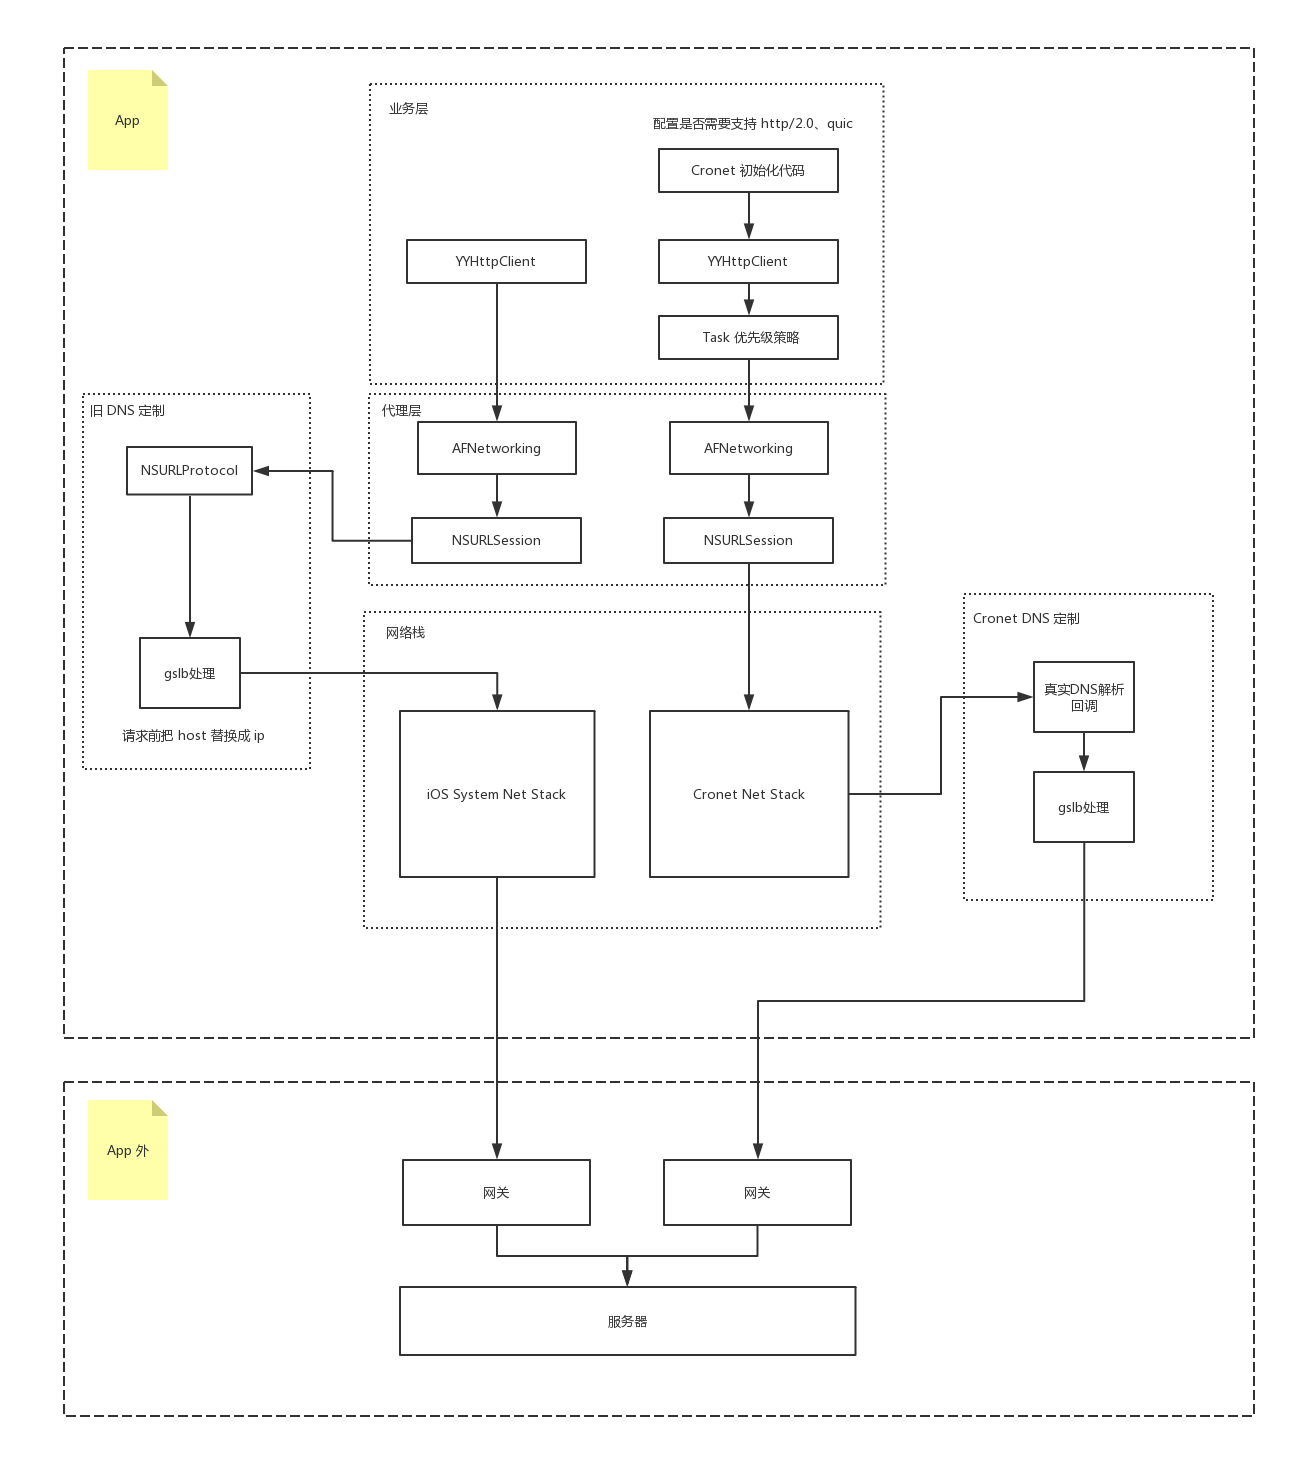 App
业务层
配置是否需要支持 http/2.0、quic
Cronet 初始化代码
YYHttpClient
YYHttpClient
Task 优先级策略
旧 DNS 定制
代理层
NSURLProtocol
AFNetworking
AFNetworking
NSURLSession
NSURLSession
gslb处理
请求前把 host 替换成 ip
网络栈
iOS System Net Stack
Cronet Net Stack
Cronet DNS 定制
真实DNS解析
回调
gslb处理
App 外
网关
网关
服务器